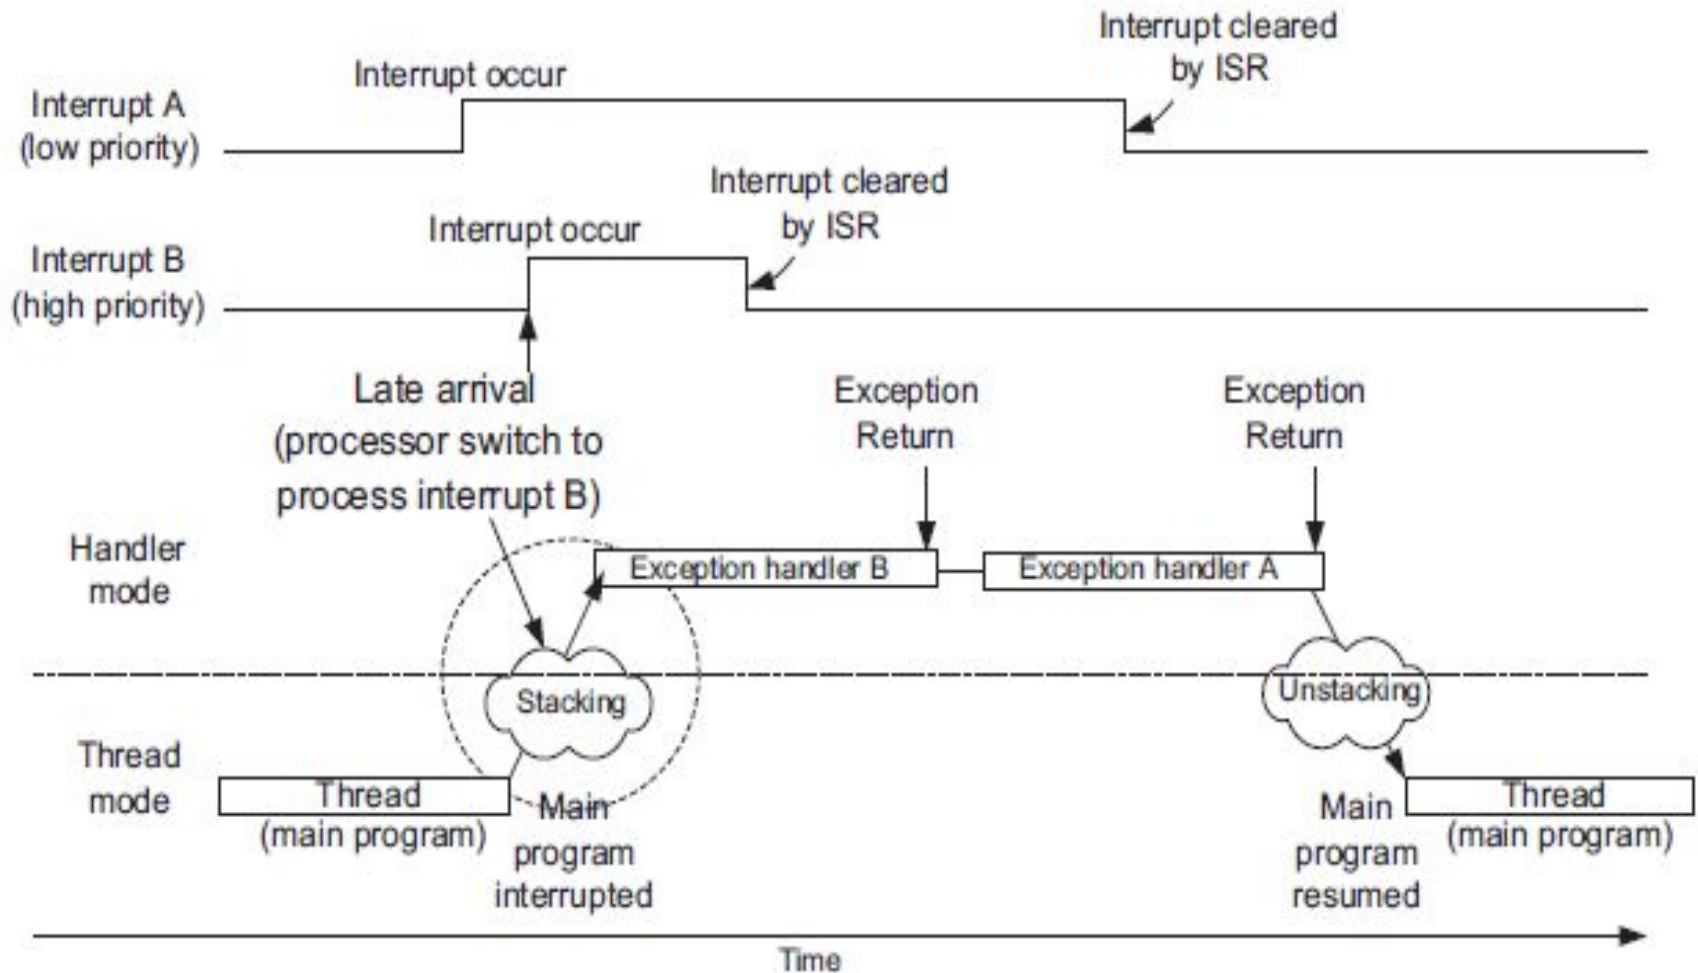 Interrupt cleared
by ISR
Interrupt occur
Interrupt A
(low priority)
Interrupt cleared
by ISR
Interrupt occur
Interrupt B
(high priority)
Late arrival
(processor switch to
process interrupt B)
Exception
Return
Exception
Return
Handler
mode
Exception handler B
Exception handler A
Stacking
Unstacking
Thread
mode
Thread
(main program)
Main
program
interrupted
Main
program
resumed
Thread
(main program)
Time